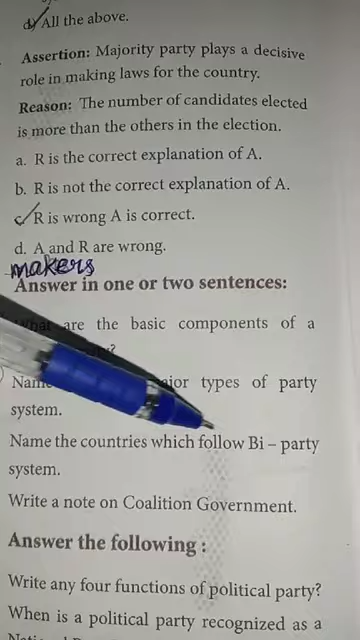 d) All the above.
Assertion: Majority party plays a decisive
role in making laws for the country.
Reason: The number of candidates elected
is more than the others in the election.
a. R is the correct explanation of A.
b. R is not the correct explanation of A.
c. R is wrong A is correct.
d. A and R are wrong.
makers
Answer in one or two sentences:
What are the basic components of a
?
Name major types of party
system.
Name the countries which follow Bi – party
system.
Write a note on Coalition Government.
Answer the following :
Write any four functions of political party?
When is a political party recognized as a